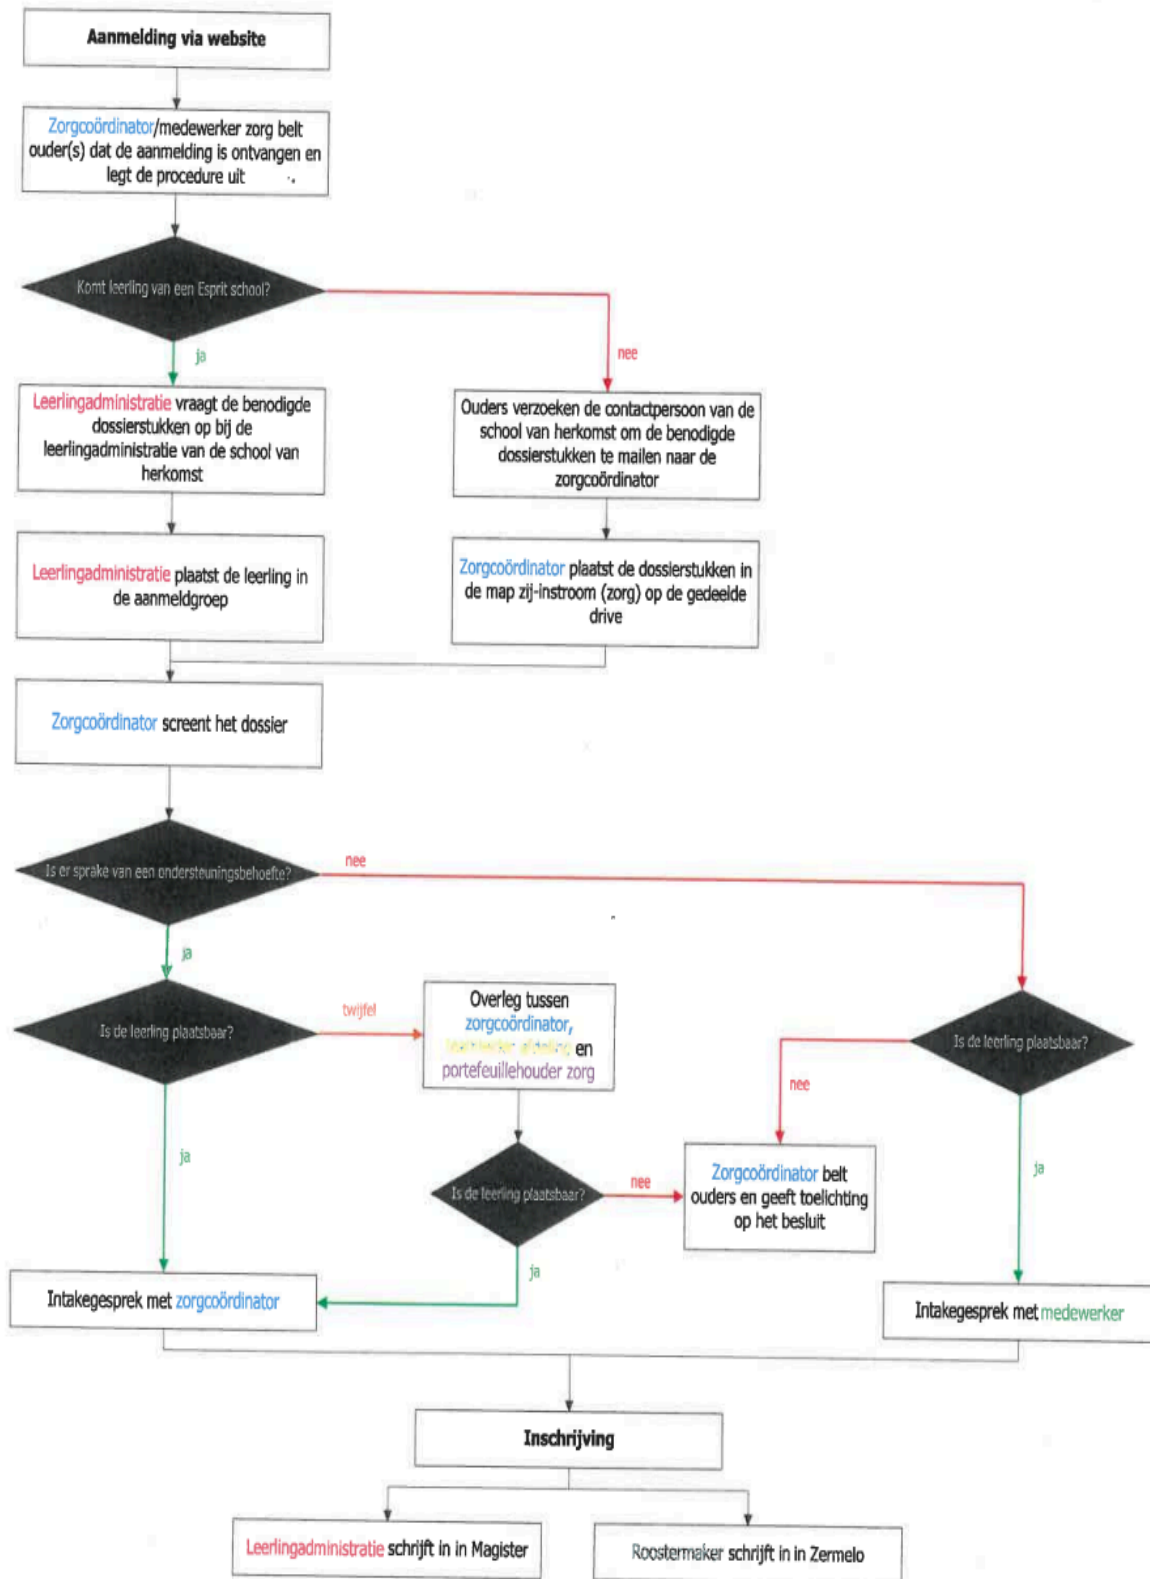 Aanmelding via website
Zorgcoördinator/medewerker zorg belt
ouder(s) dat de aanmelding is ontvangen en
legt de procedure uit
Komt leerling van een Esprit school?
ja
nee
Leerlingadministratie vraagt de benodigde
dossierstukken op bij de
leerlingadministratie van de school van
herkomst
Ouders verzoeken de contactpersoon van de
school van herkomst om de benodigde
dossierstukken te mailen naar de
zorgcoördinator
Leerlingadministratie plaatst de leerling in
de aanmeldgroep
Zorgcoördinator plaatst de dossierstukken in
de map zij-instroom (zorg) op de gedeelde
drive
Zorgcoördinator screent het dossier
Is er sprake van een ondersteuningsbehoefte?
nee
ja
Is de leerling plaatsbaar?
twijfel
Overleg tussen
zorgcoördinator,
teamleider afdeling en
portefeuillehouder zorg
Is de leerling plaatsbaar?
nee
ja
ja
Is de leerling plaatsbaar?
nee
Zorgcoördinator belt
ouders en geeft toelichting
op het besluit
ja
Intakegesprek met zorgcoördinator
Intakegesprek met medewerker
Inschrijving
Leerlingadministratie schrijft in in Magister
Roostermaker schrijft in in Zermelo